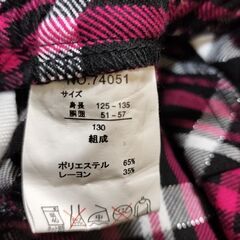 NO.74051
サイズ
身長 125-135
胴囲 51-57
130
組成
ポリエステル 65%
レーヨン 35%